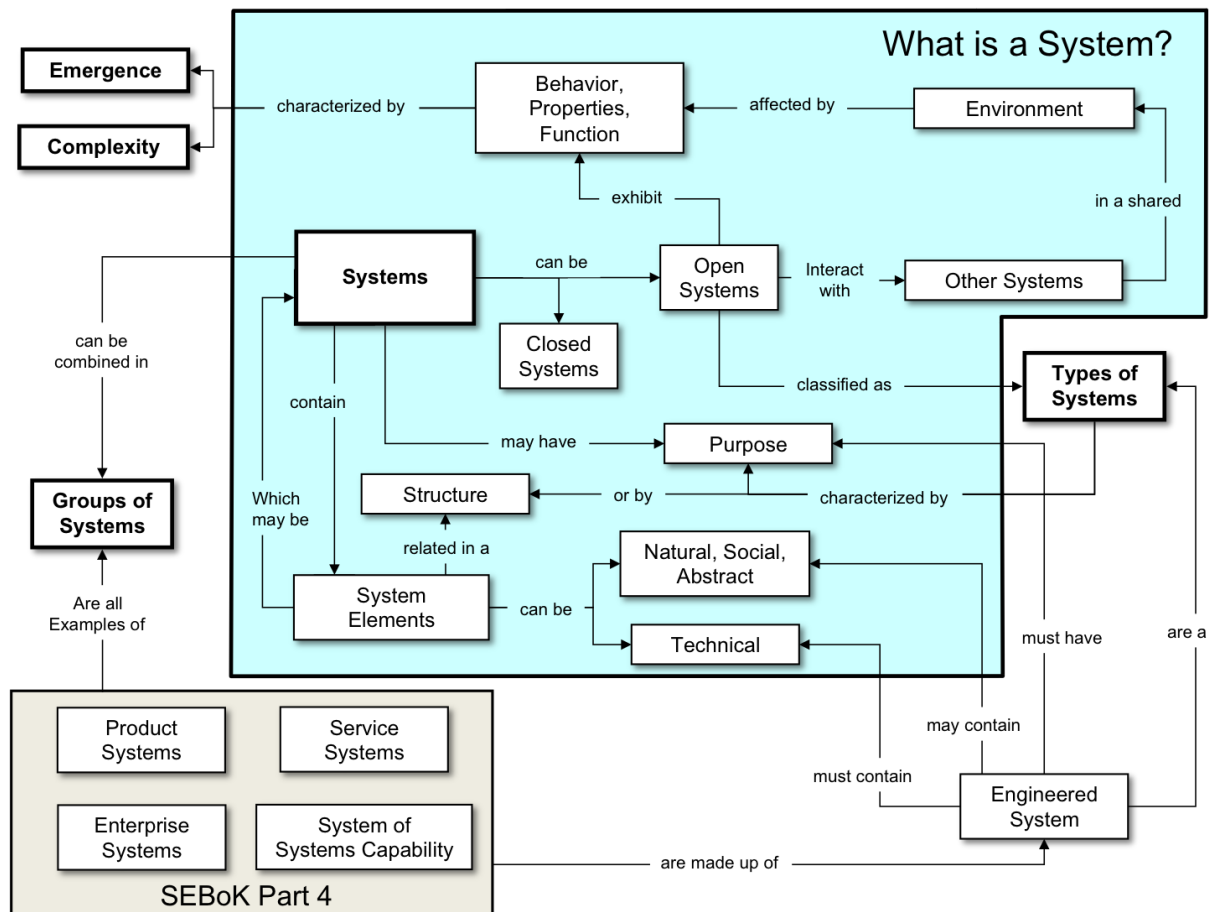 What is a System?
Emergence
Complexity
characterized by
Behavior,
Properties,
Function
affected by
Environment
exhibit
in a shared
Systems
can be
Open
Systems
Interact
with
Other Systems
Closed
Systems
can be
combined in
contain
classified as
Types of
Systems
may have
Purpose
Groups of
Systems
Which
may be
Structure
or by
characterized by
related in a
Natural, Social,
Abstract
Are all
Examples of
System
Elements
can be
Technical
must have
are a
Product
Systems
Service
Systems
may contain
must contain
Engineered
System
Enterprise
Systems
System of
Systems Capability
are made up of
SEBoK Part 4